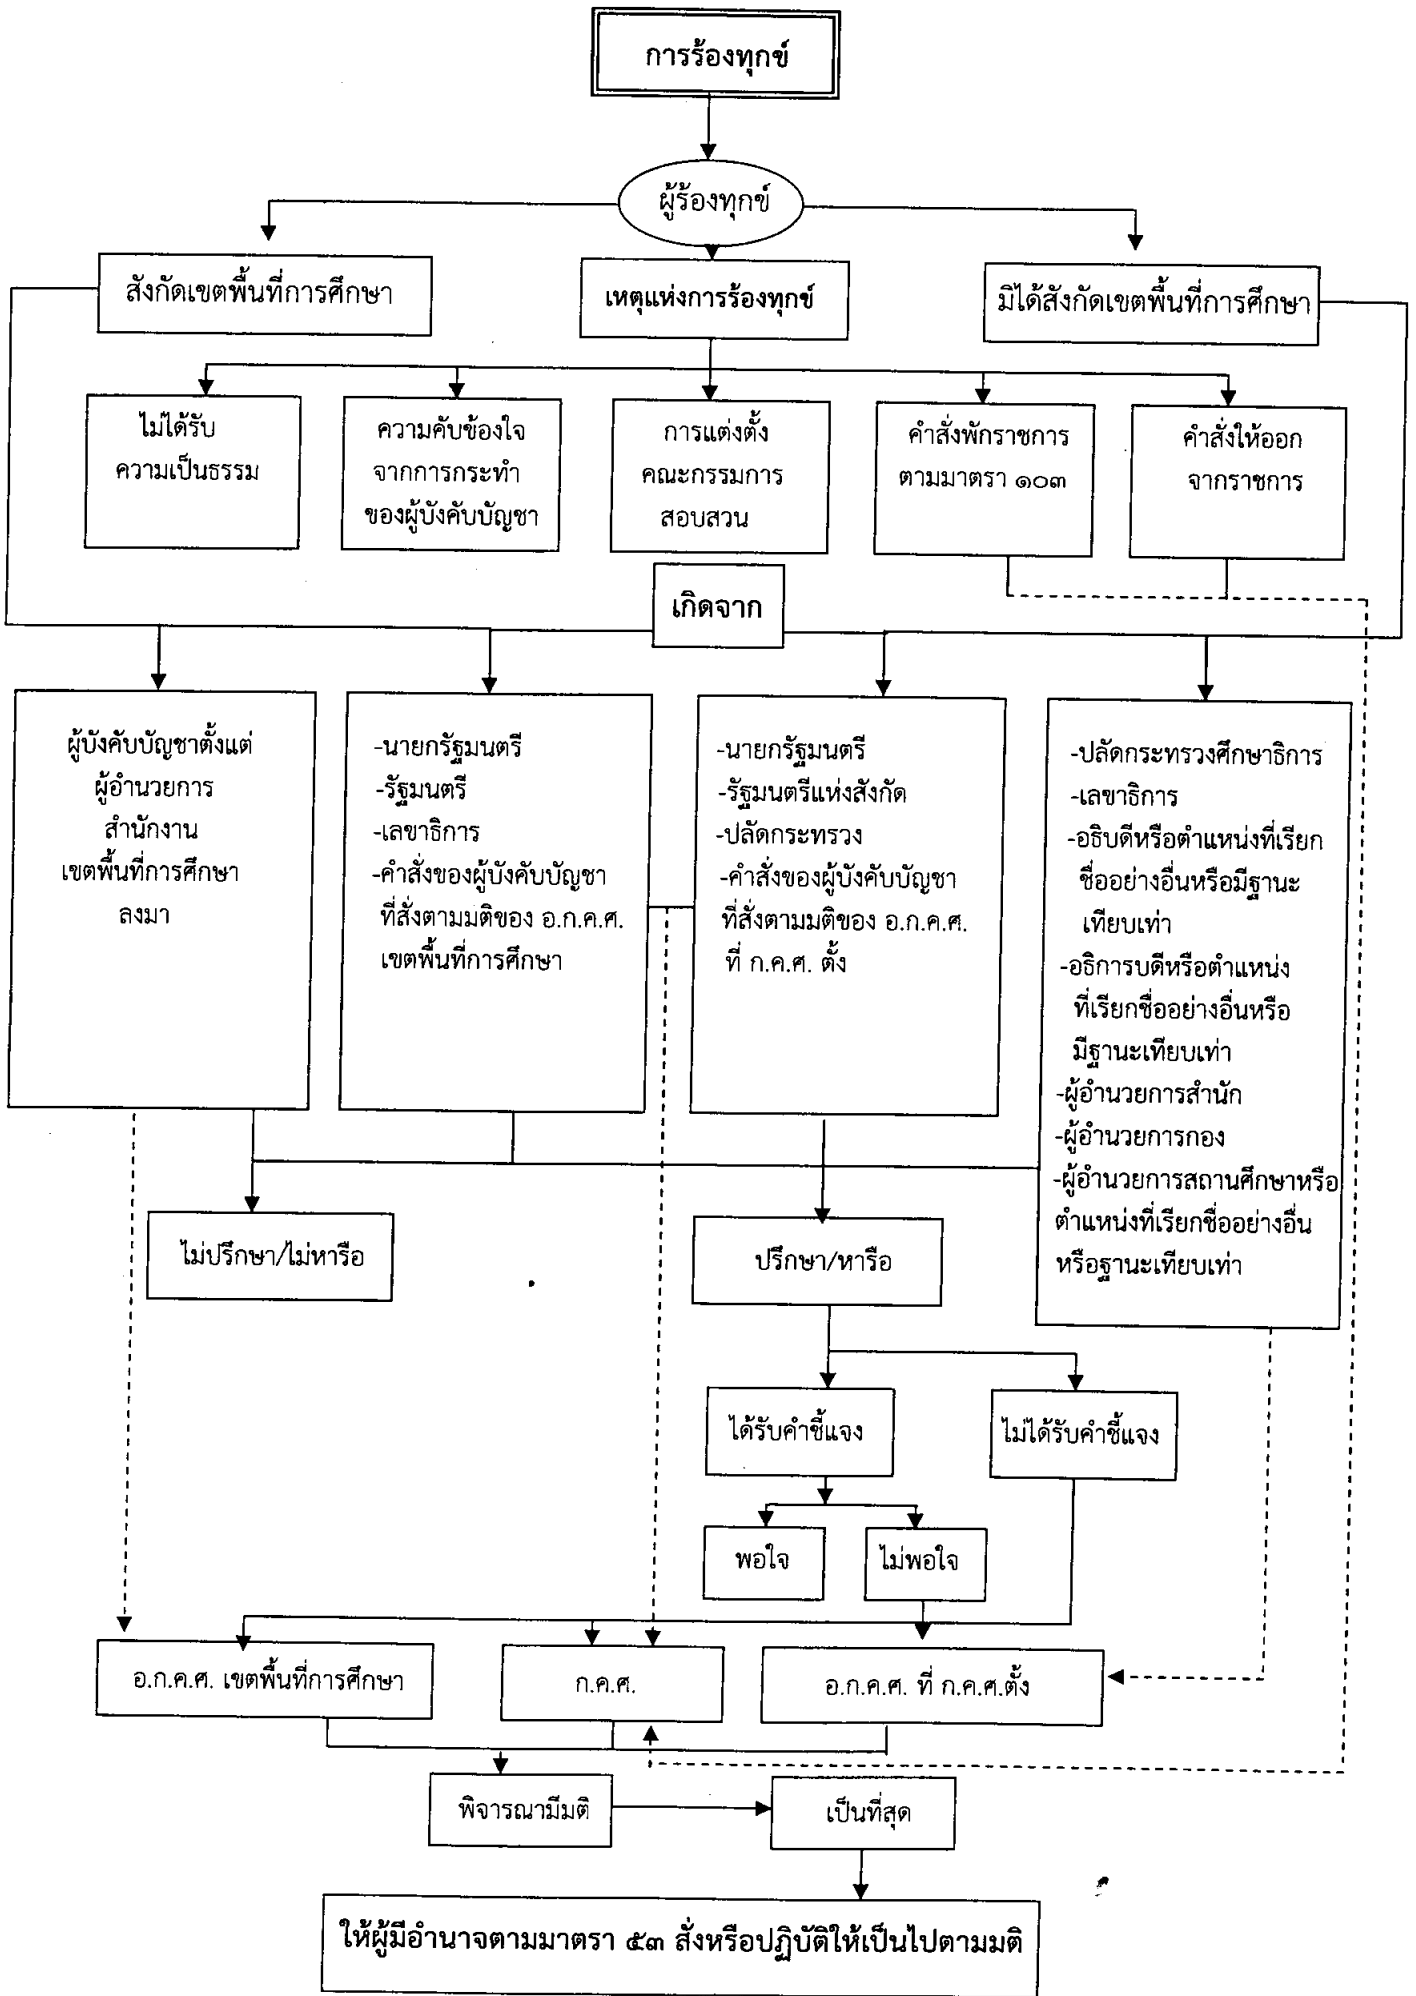 การร้องทุกข์
ผู้ร้องทุกข์
สังกัดเขตพื้นที่การศึกษา
เหตุแห่งการร้องทุกข์
มิได้สังกัดเขตพื้นที่การศึกษา
ไม่ได้รับ
ความเป็นธรรม
ความคับข้องใจ
จากการกระทำ
ของผู้บังคับบัญชา
การแต่งตั้ง
คณะกรรมการ
สอบสวน
คำสั่งพักราชการ
ตามมาตรา ๑๐๓
คำสั่งให้ออก
จากราชการ
เกิดจาก
ผู้บังคับบัญชาตั้งแต่
ผู้อำนวยการ
สำนักงาน
เขตพื้นที่การศึกษา
ลงมา
-นายกรัฐมนตรี
-รัฐมนตรี
-เลขาธิการ
-คำสั่งของผู้บังคับบัญชา
ที่สั่งตามมติของ อ.ก.ค.ศ.
เขตพื้นที่การศึกษา
-นายกรัฐมนตรี
-รัฐมนตรีแห่งสังกัด
-ปลัดกระทรวง
-คำสั่งของผู้บังคับบัญชา
ที่สั่งตามมติของ อ.ก.ค.ศ.
ที่ ก.ค.ศ. ตั้ง
-ปลัดกระทรวงศึกษาธิการ
-เลขาธิการ
-อธิบดีหรือตำแหน่งที่เรียก
ชื่ออย่างอื่นหรือมีฐานะ
เทียบเท่า
-อธิการบดีหรือตำแหน่ง
ที่เรียกชื่ออย่างอื่นหรือ
มีฐานะเทียบเท่า
-ผู้อำนวยการสำนัก
-ผู้อำนวยการกอง
-ผู้อำนวยการสถานศึกษาหรือ
ตำแหน่งที่เรียกชื่ออย่างอื่น
หรือฐานะเทียบเท่า
ไม่ปรึกษา/ไม่หารือ
ปรึกษา/หารือ
ได้รับคำชี้แจง
ไม่ได้รับคำชี้แจง
พอใจ
ไม่พอใจ
อ.ก.ค.ศ. เขตพื้นที่การศึกษา
ก.ค.ศ.
อ.ก.ค.ศ. ที่ ก.ค.ศ.ตั้ง
พิจารณามีมติ
เป็นที่สุด
ให้ผู้มีอำนาจตามมาตรา ๕๓ สั่งหรือปฏิบัติให้เป็นไปตามมติ